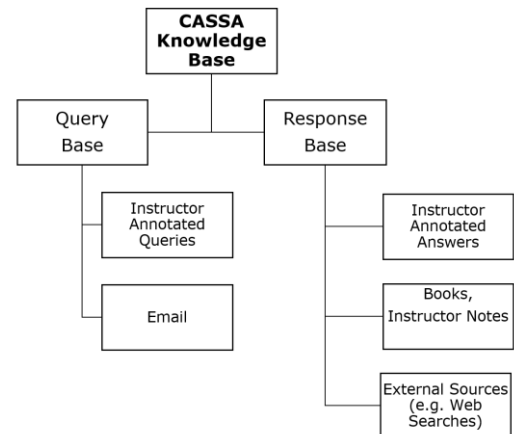 CASSA
Knowledge
Base
Query
Base
Response
Base
Instructor
Annotated
Queries
Email
Instructor
Annotated
Answers
Books,
Instructor Notes
External Sources
(e.g. Web
Searches)